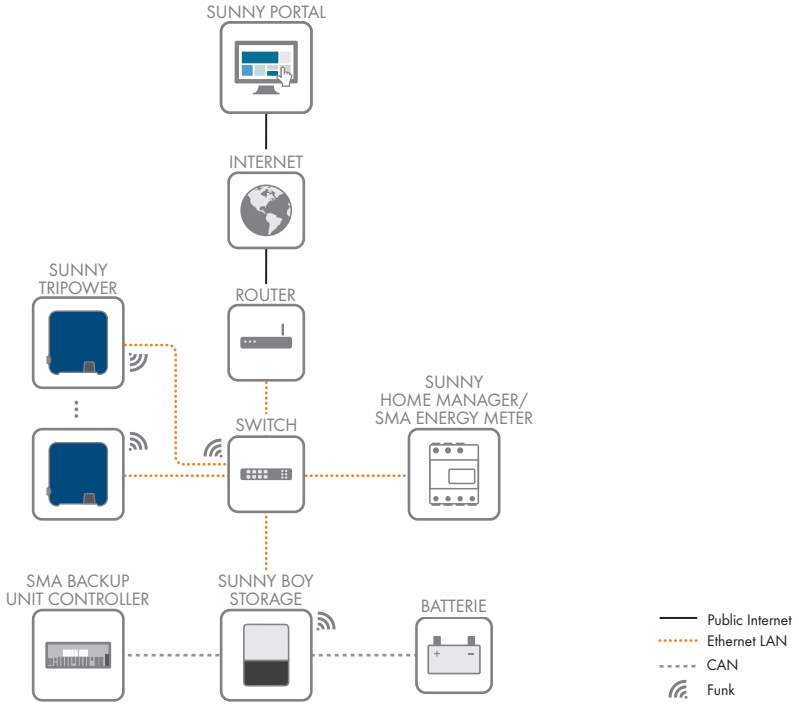 SUNNY PORTAL
INTERNET
SUNNY
TRIPOWER
ROUTER
SUNNY
HOME MANAGER/
SMA ENERGY METER
SWITCH
SMA BACKUP
UNIT CONTROLLER
SUNNY BOY
STORAGE
BATTERIE
+ −
Public Internet
Ethernet LAN
CAN
Funk